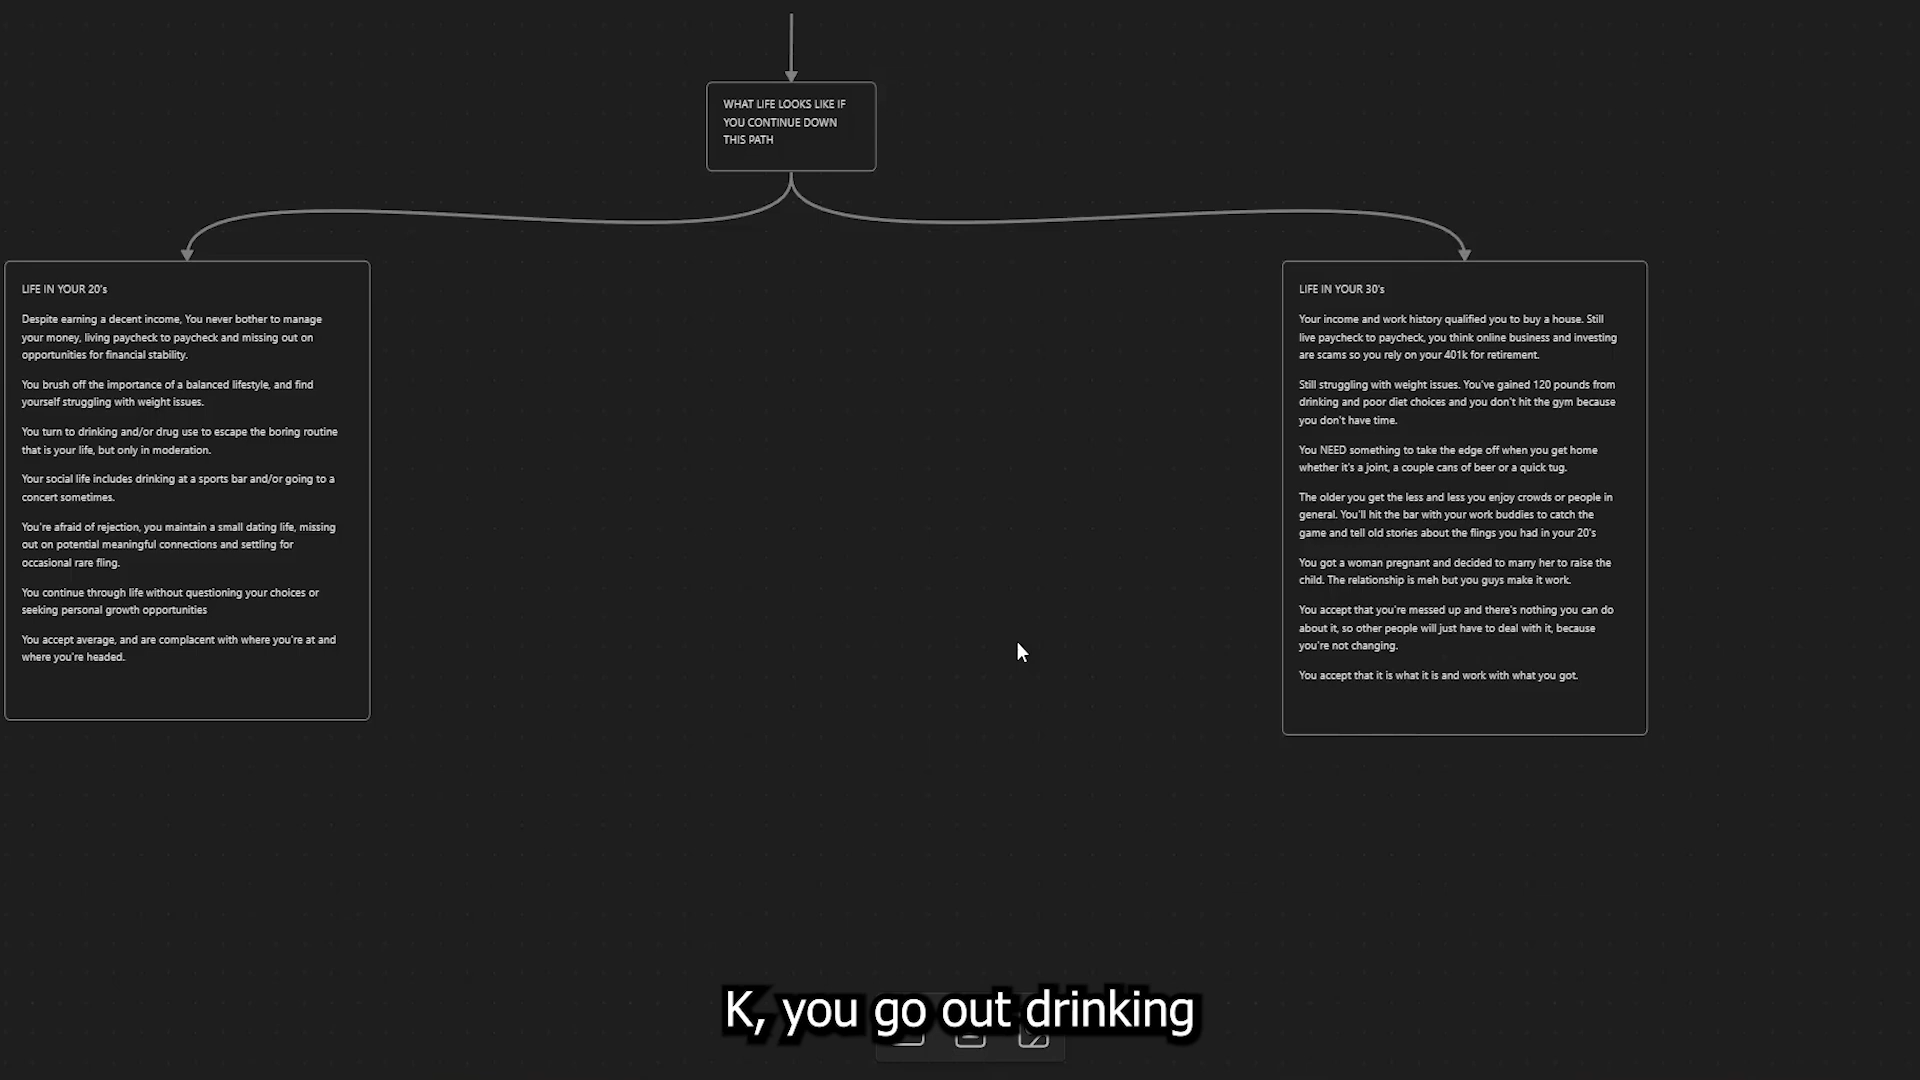 WHAT LIFE LOOKS LIKE IF
YOU CONTINUE DOWN
THIS PATH
LIFE IN YOUR 20's
Despite earning a decent income, You never bother to manage
your money, living paycheck to paycheck and missing out on
opportunities for financial stability.
You brush off the importance of a balanced lifestyle, and find
yourself struggling with weight issues.
You turn to drinking and/or drug use to escape the boring routine
that is your life, but only in moderation.
Your social life includes drinking at a sports bar and/or going to a
concert sometimes.
You're afraid of rejection, you maintain a small dating life, missing
out on potential meaningful connections and settling for
occasional rare fling.
You continue through life without questioning your choices or
seeking personal growth opportunities
You accept average, and are complacent with where you're at and
where you're headed.
LIFE IN YOUR 30's
Your income and work history qualified you to buy a house. Still
live paycheck to paycheck, you think online business and investing
are scams so you rely on your 401k for retirement.
Still struggling with weight issues. You've gained 120 pounds from
drinking and poor diet choices and you don't hit the gym because
you don't have time.
You NEED something to take the edge off when you get home
whether it's a joint, a couple cans of beer or a quick tug.
The older you get the less and less you enjoy crowds or people in
general. You'll hit the bar with your work buddies to catch the
game and tell old stories about the flings you had in your 20's
You got a woman pregnant and decided to marry her to raise the
child. The relationship is meh but you guys make it work.
You accept that you're messed up and there's nothing you can do
about it, so other people will just have to deal with it, because
you're not changing.
You accept that it is what it is and work with what you got.
K, you go out drinking